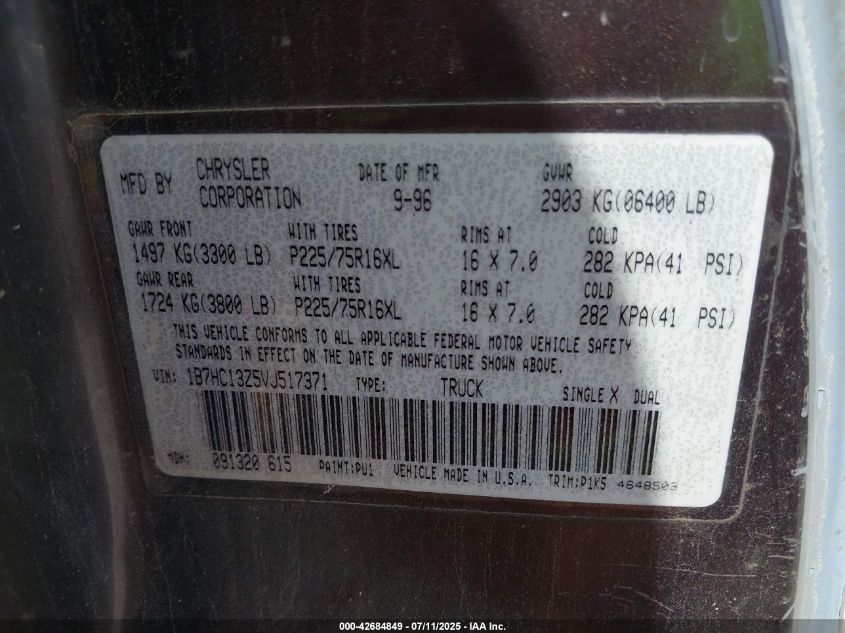 MFD BY CHRYSLER CORPORATION DATE OF MFR 9-96 GVWR 2903 KG(06400 LB)
GAWR FRONT WITH TIRES RIMS AT COLD
1497 KG(3300 LB) P225/75R16XL 16 X 7.0 282 KPA(41 PSI)
GAWR REAR WITH TIRES RIMS AT COLD
1724 KG(3800 LB) P225/75R16XL 16 X 7.0 282 KPA(41 PSI)
THIS VEHICLE CONFORMS TO ALL APPLICABLE FEDERAL MOTOR VEHICLE SAFETY
STANDARDS IN EFFECT ON THE DATE OF MANUFACTURE SHOWN ABOVE.
VIN: 1B7HC13Z5VJ517371 TYPE: TRUCK SINGLE X DUAL
MDH: 091320 615 PAINT:PU1 VEHICLE MADE IN U.S.A. TRIM:P1K5 4648503
000-42684849 - 07/11/2025 - IAA Inc.